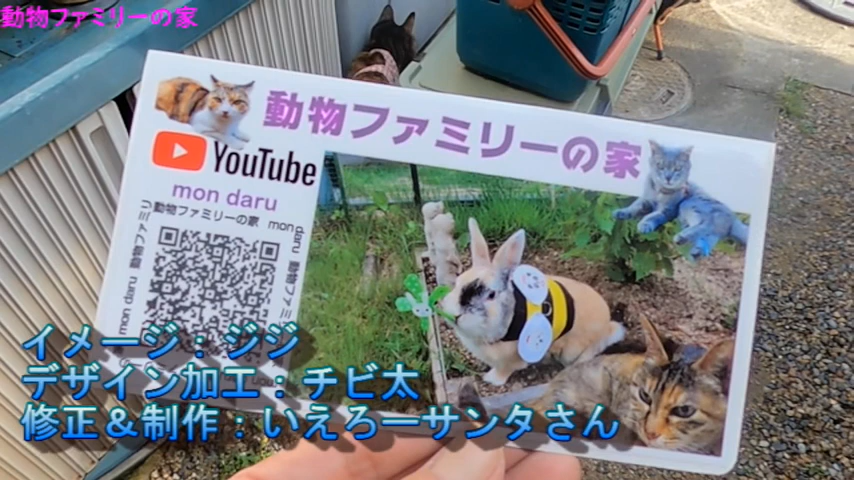 動物ファミリーの家
動物ファミリーの家
YouTube
mon daru
動物ファミリーの家 mon daru 動物ファミ
mon daru 動物ファミリ
イメージ：ジジ
デザイン加工：チビ太
修正＆制作：いえろーサンタさん